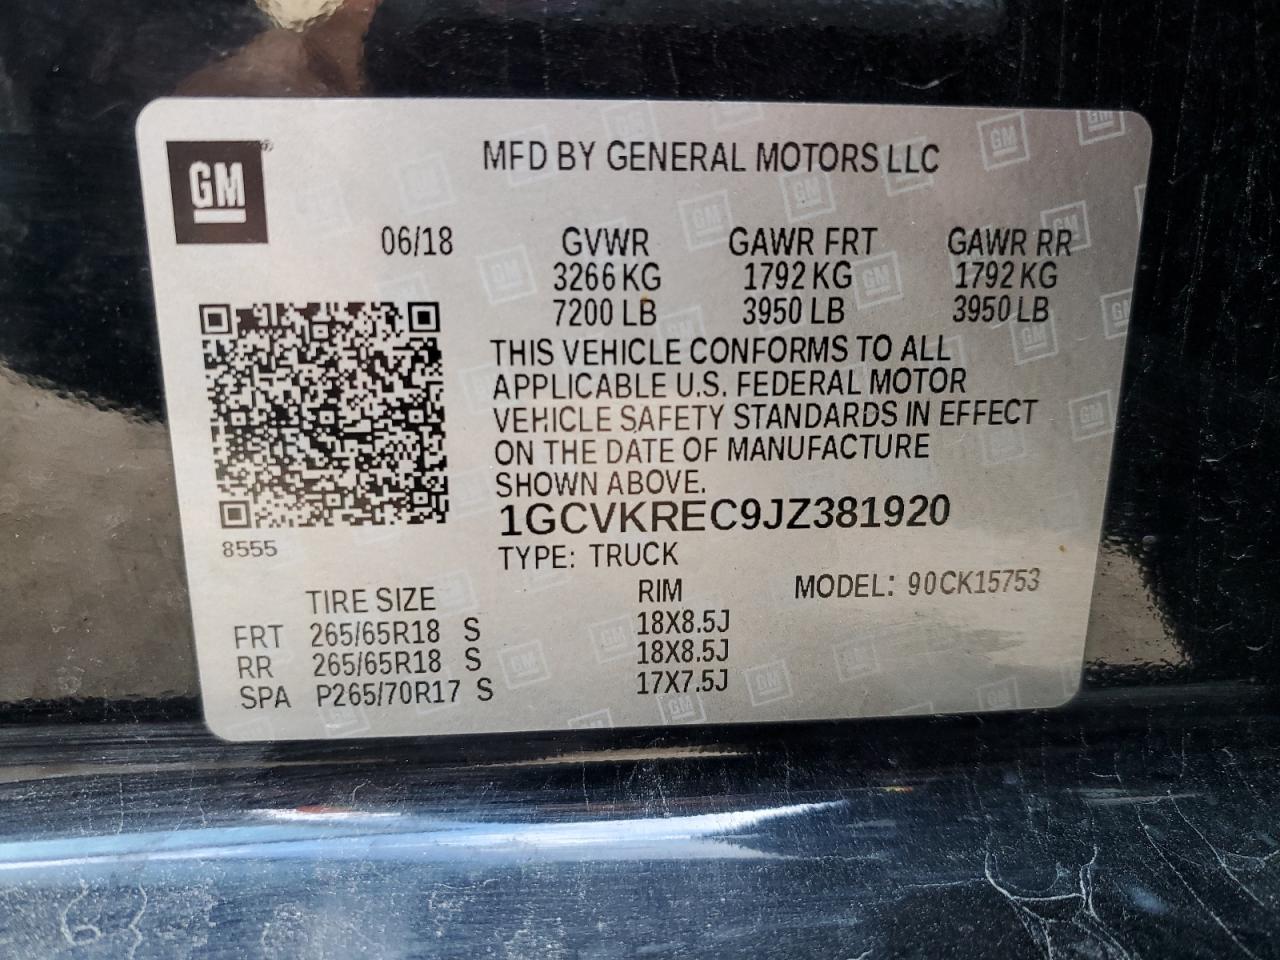 GM
MFD BY GENERAL MOTORS LLC
06/18 GVWR GAWR FRT GAWR RR
3266 KG 1792 KG 1792 KG
7200 LB 3950 LB 3950 LB
THIS VEHICLE CONFORMS TO ALL
APPLICABLE U.S. FEDERAL MOTOR
VEHICLE SAFETY STANDARDS IN EFFECT
ON THE DATE OF MANUFACTURE
SHOWN ABOVE.
1GCVKREC9JZ381920
8555
TYPE: TRUCK
TIRE SIZE RIM MODEL: 90CK15753
FRT 265/65R18 S 18X8.5J
RR 265/65R18 S 18X8.5J
SPA P265/70R17 S 17X7.5J